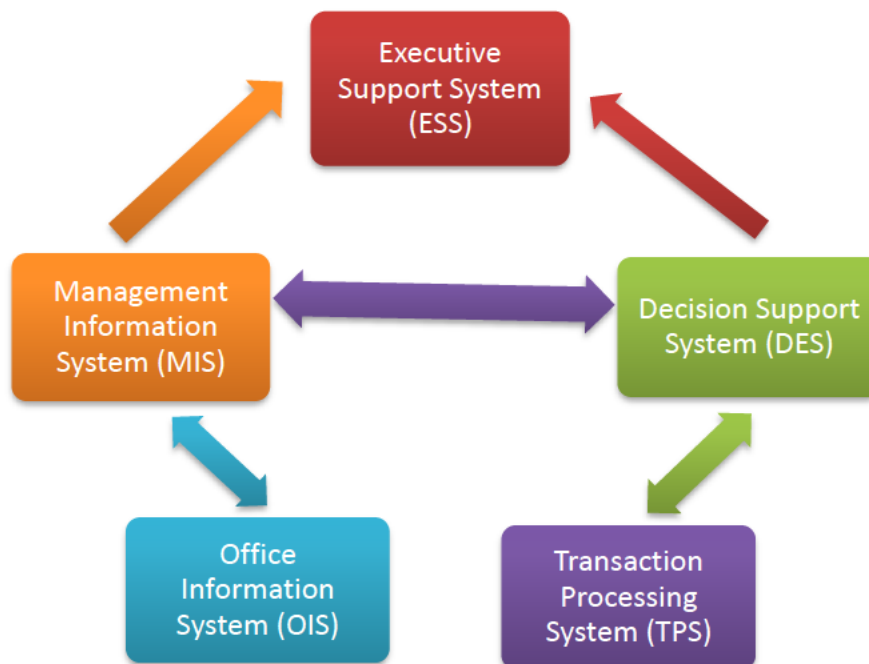 Executive
Support System
(ESS)
Management
Information
System (MIS)
Decision Support
System (DES)
Office
Information
System (OIS)
Transaction
Processing
System (TPS)